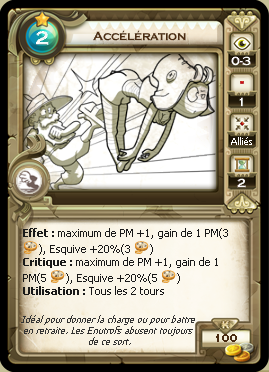 2
ACCÉLÉRATION
0-3
1
Alliés
2
Effet : maximum de PM +1, gain de 1 PM(3
), Esquive +20%(3 )
Critique : maximum de PM +1, gain de 1
PM(5 ), Esquive +20%(5 )
Utilisation : Tous les 2 tours
Idéal pour donner la charge ou pour battre
en retraite. Les Enutrofs abusent toujours
de ce sort.
K
100